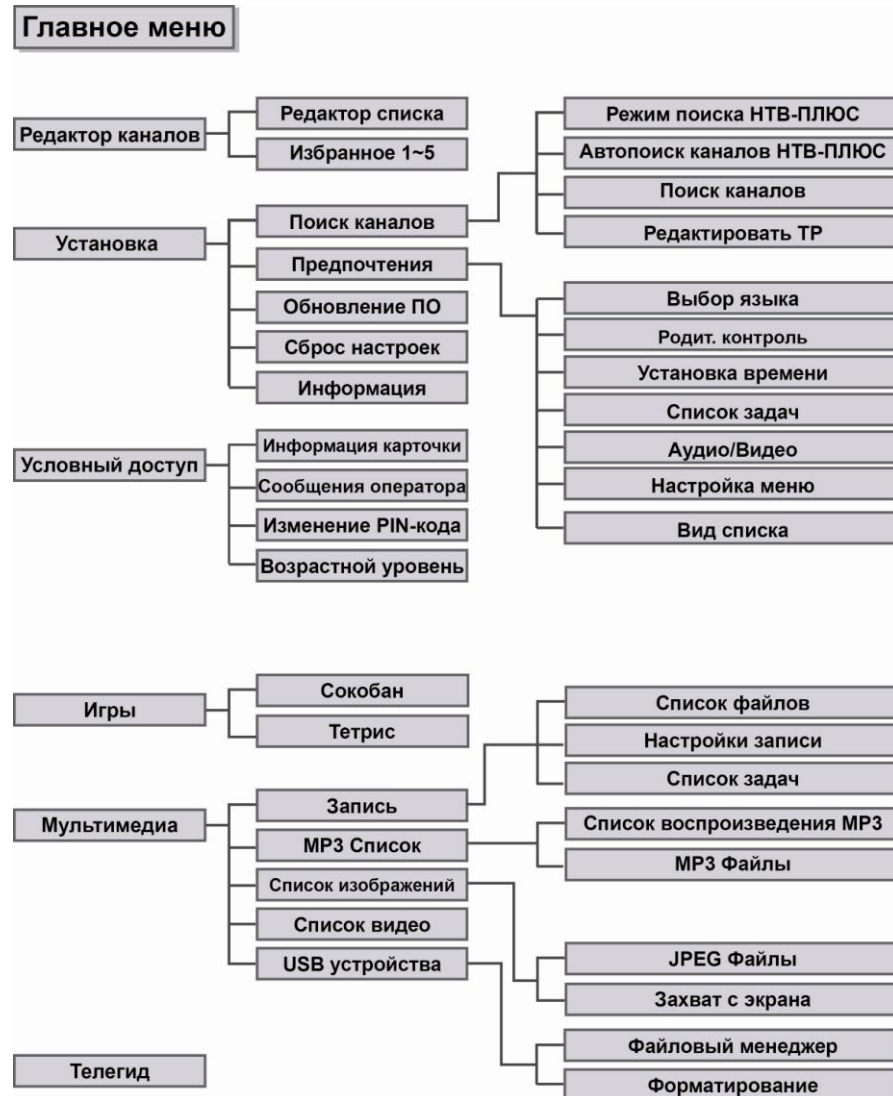 Главное меню
Редактор каналов
Редактор списка
Избранное 1~5
Установка
Поиск каналов
Режим поиска НТВ-ПЛЮС
Автопоиск каналов НТВ-ПЛЮС
Поиск каналов
Редактировать ТР
Предпочтения
Выбор языка
Родит. контроль
Установка времени
Список задач
Аудио/Видео
Настройка меню
Вид списка
Обновление ПО
Сброс настроек
Информация
Условный доступ
Информация карточки
Сообщения оператора
Изменение PIN-кода
Возрастной уровень
Игры
Сокобан
Тетрис
Мультимедиа
Запись
Список файлов
Настройки записи
Список задач
MP3 Список
Список воспроизведения MP3
MP3 Файлы
Список изображений
JPEG Файлы
Захват с экрана
Список видео
USB устройства
Файловый менеджер
Форматирование
Телегид